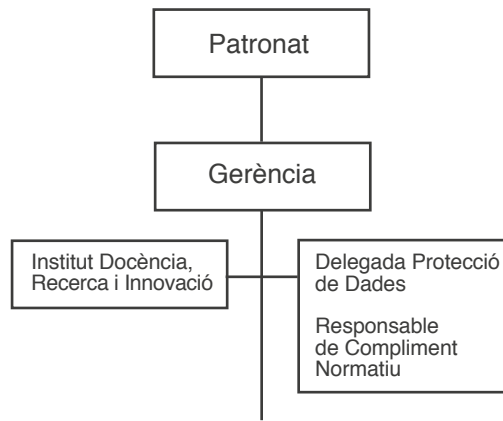 Patronat
Gerència
Institut Docència,
Recerca i Innovació
Delegada Protecció
de Dades
Responsable
de Compliment
Normatiu